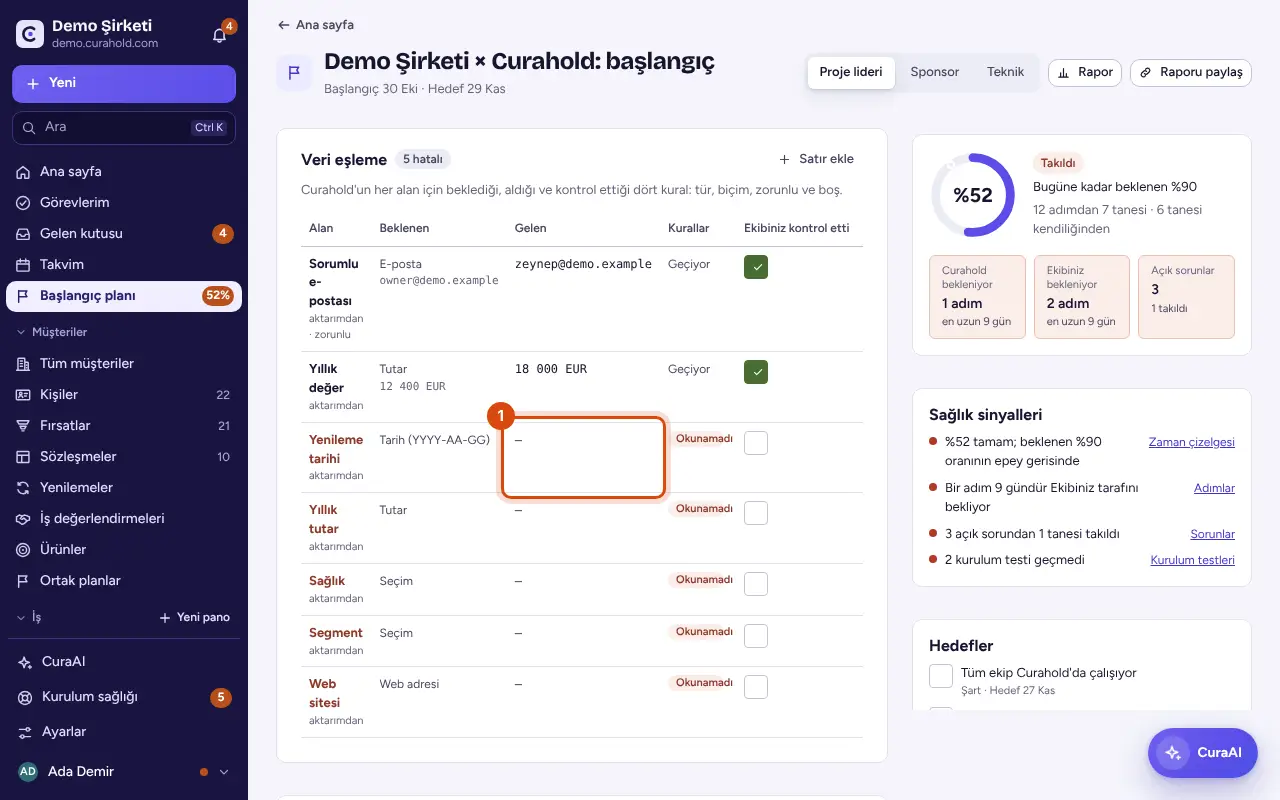 Demo Şirketi
demo.curahold.com
4
Yeni
Ara
Ctrl K
Ana sayfa
Görevlerim
Gelen kutusu
4
Takvim
Başlangıç planı
52%
Müşteriler
Tüm müşteriler
Kişiler
22
Fırsatlar
21
Sözleşmeler
10
Yenilemeler
İş değerlendirmeleri
Ürünler
Ortak planlar
İş
+ Yeni pano
CuraAI
Kurulum sağlığı
5
Ayarlar
AD
Ada Demir
← Ana sayfa
Demo Şirketi × Curahold: başlangıç
Başlangıç 30 Eki · Hedef 29 Kas
Proje lideri
Sponsor
Teknik
Rapor
Raporu paylaş
Veri eşleme
5 hatalı
+ Satır ekle
Curahold'un her alan için beklediği, aldığı ve kontrol ettiği dört kural: tür, biçim, zorunlu ve boş.
Alan
Beklenen
Gelen
Kurallar
Ekibiniz kontrol etti
Sorumlu
e-
postası
aktarımdan
· zorunlu
E-posta
owner@demo.example
zeynep@demo.example
Geçiyor
Yıllık
değer
aktarımdan
Tutar
12 400 EUR
18 000 EUR
Geçiyor
1
Yenileme
tarihi
aktarımdan
Tarih (YYYY-AA-GG)
–
Okunamadı
Yıllık
tutar
aktarımdan
Tutar
–
Okunamadı
Sağlık
aktarımdan
Seçim
–
Okunamadı
Segment
aktarımdan
Seçim
–
Okunamadı
Web
sitesi
aktarımdan
Web adresi
–
Okunamadı
%52
Takıldı
Bugüne kadar beklenen %90
12 adımdan 7 tanesi · 6 tanesi
kendiliğinden
Curahold
bekleniyor
1 adım
en uzun 9 gün
Ekibiniz
bekleniyor
2 adım
en uzun 9 gün
Açık sorunlar
3
1 takıldı
Sağlık sinyalleri
%52 tamam; beklenen %90
oranının epey gerisinde
Zaman çizelgesi
Bir adım 9 gündür Ekibiniz tarafını
bekliyor
Adımlar
3 açık sorundan 1 tanesi takıldı
Sorunlar
2 kurulum testi geçmedi
Kurulum testleri
Hedefler
Tüm ekip Curahold'da çalışıyor
Şart · Hedef 27 Kas
CuraAI